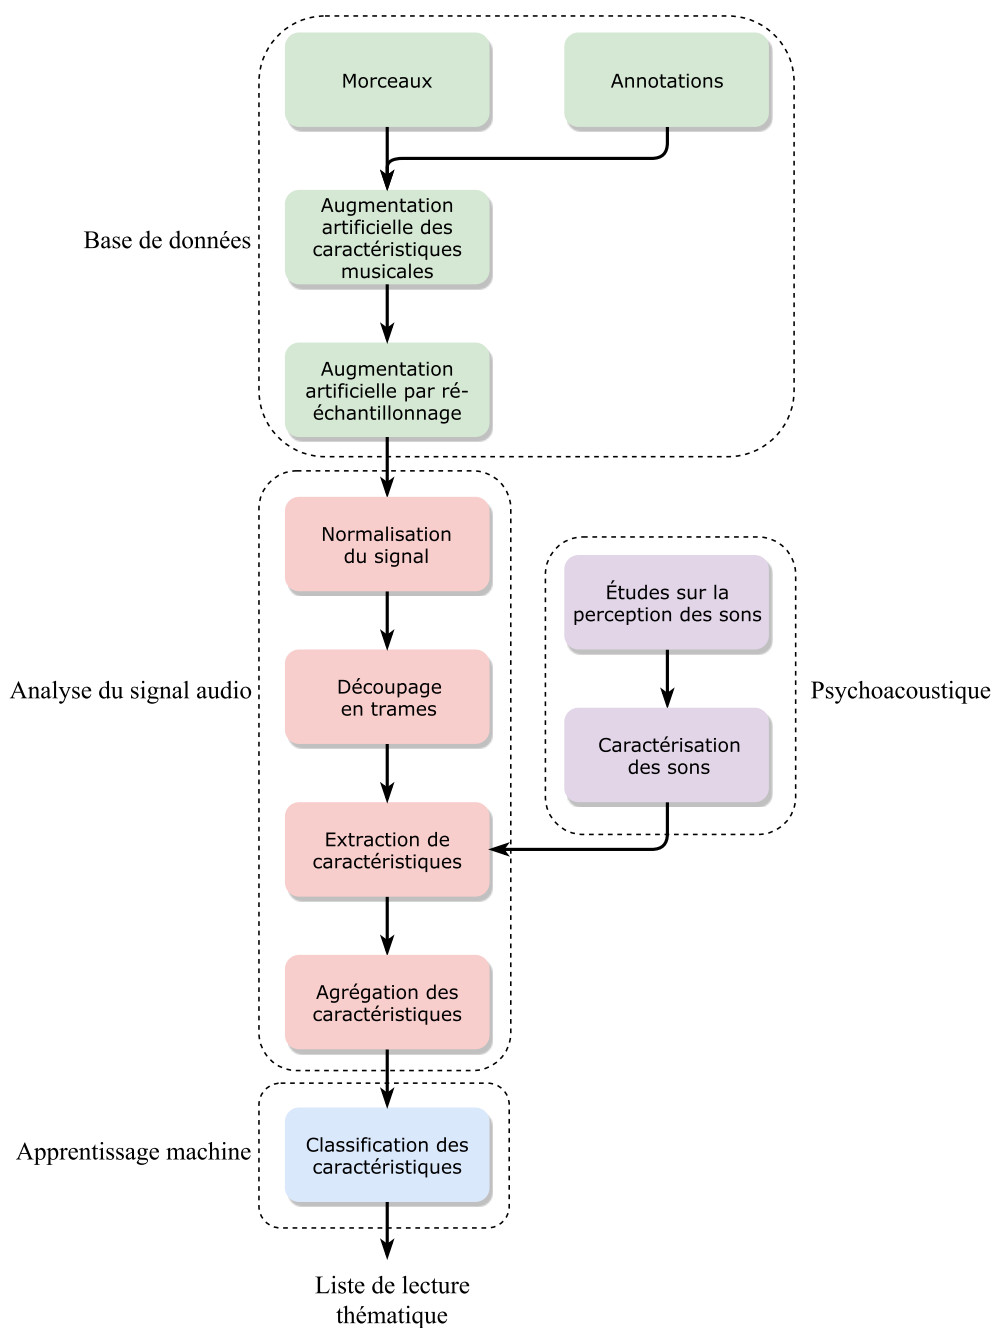 Morceaux
Annotations
Augmentation
artificielle des
caractéristiques
musicales
Base de données
Augmentation
artificielle par ré-
échantillonnage
Normalisation
du signal
Études sur la
perception des sons
Analyse du signal audio
Découpage
en trames
Psychoacoustique
Caractérisation
des sons
Extraction de
caractéristiques
Agrégation des
caractéristiques
Apprentissage machine
Classification des
caractéristiques
Liste de lecture
thématique